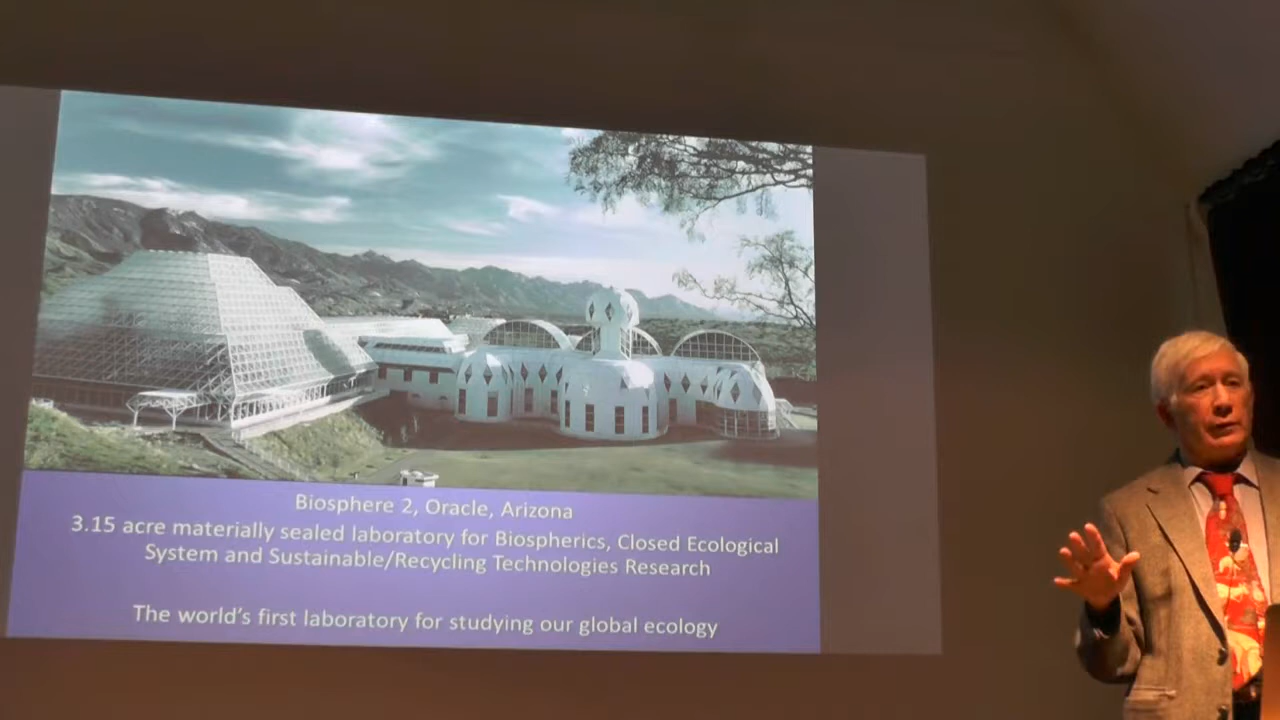 Biosphere 2, Oracle, Arizona
3.15 acre materially sealed laboratory for Biospherics, Closed Ecological
System and Sustainable/Recycling Technologies Research
The world's first laboratory for studying our global ecology